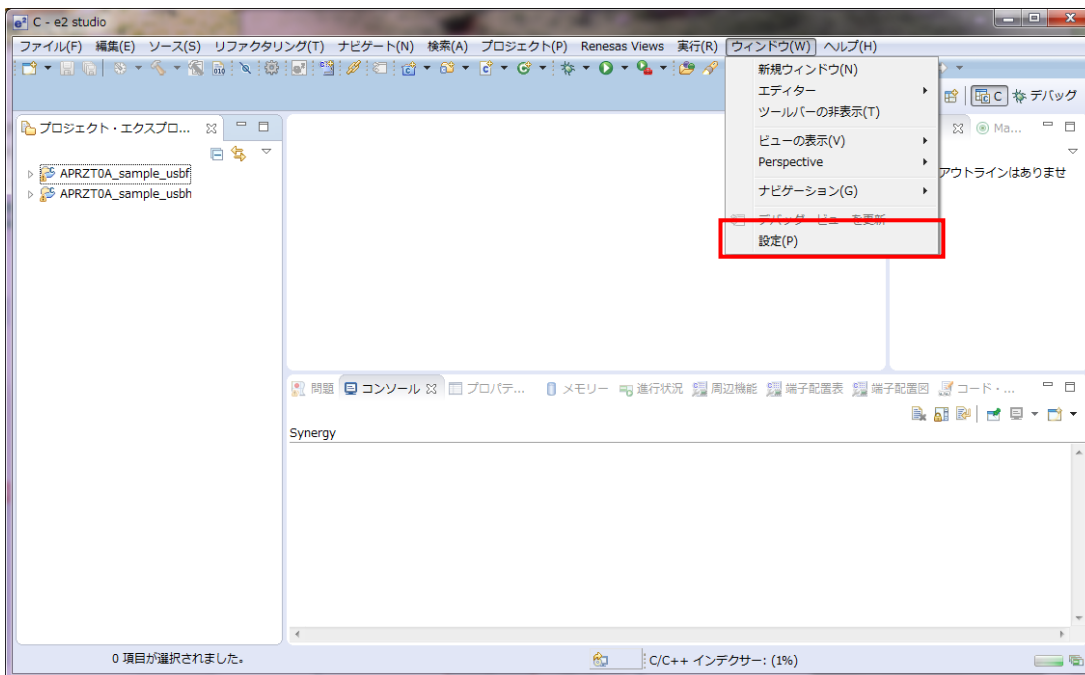 C - e2 studio
ファイル(F) 編集(E) ソース(S) リファクタリング(T) ナビゲート(N) 検索(A) プロジェクト(P) Renesas Views 実行(R) ウィンドウ(W) ヘルプ(H)
新規ウィンドウ(N)
エディター
ツールバーの非表示(T)
ビューの表示(V)
Perspective
ナビゲーション(G)
デバッグ・ビューを更新
設定(P)
C デバッグ
プロジェクト・エクスプロ...
APRZT0A_sample_usbf
APRZT0A_sample_usbh
Ma...
アウトラインはありませ
問題 コンソール プロパテ... メモリー 進行状況 周辺機能 端子配置表 端子配置図 コード・...
Synergy
0 項目が選択されました。
C/C++ インデクサー: (1%)